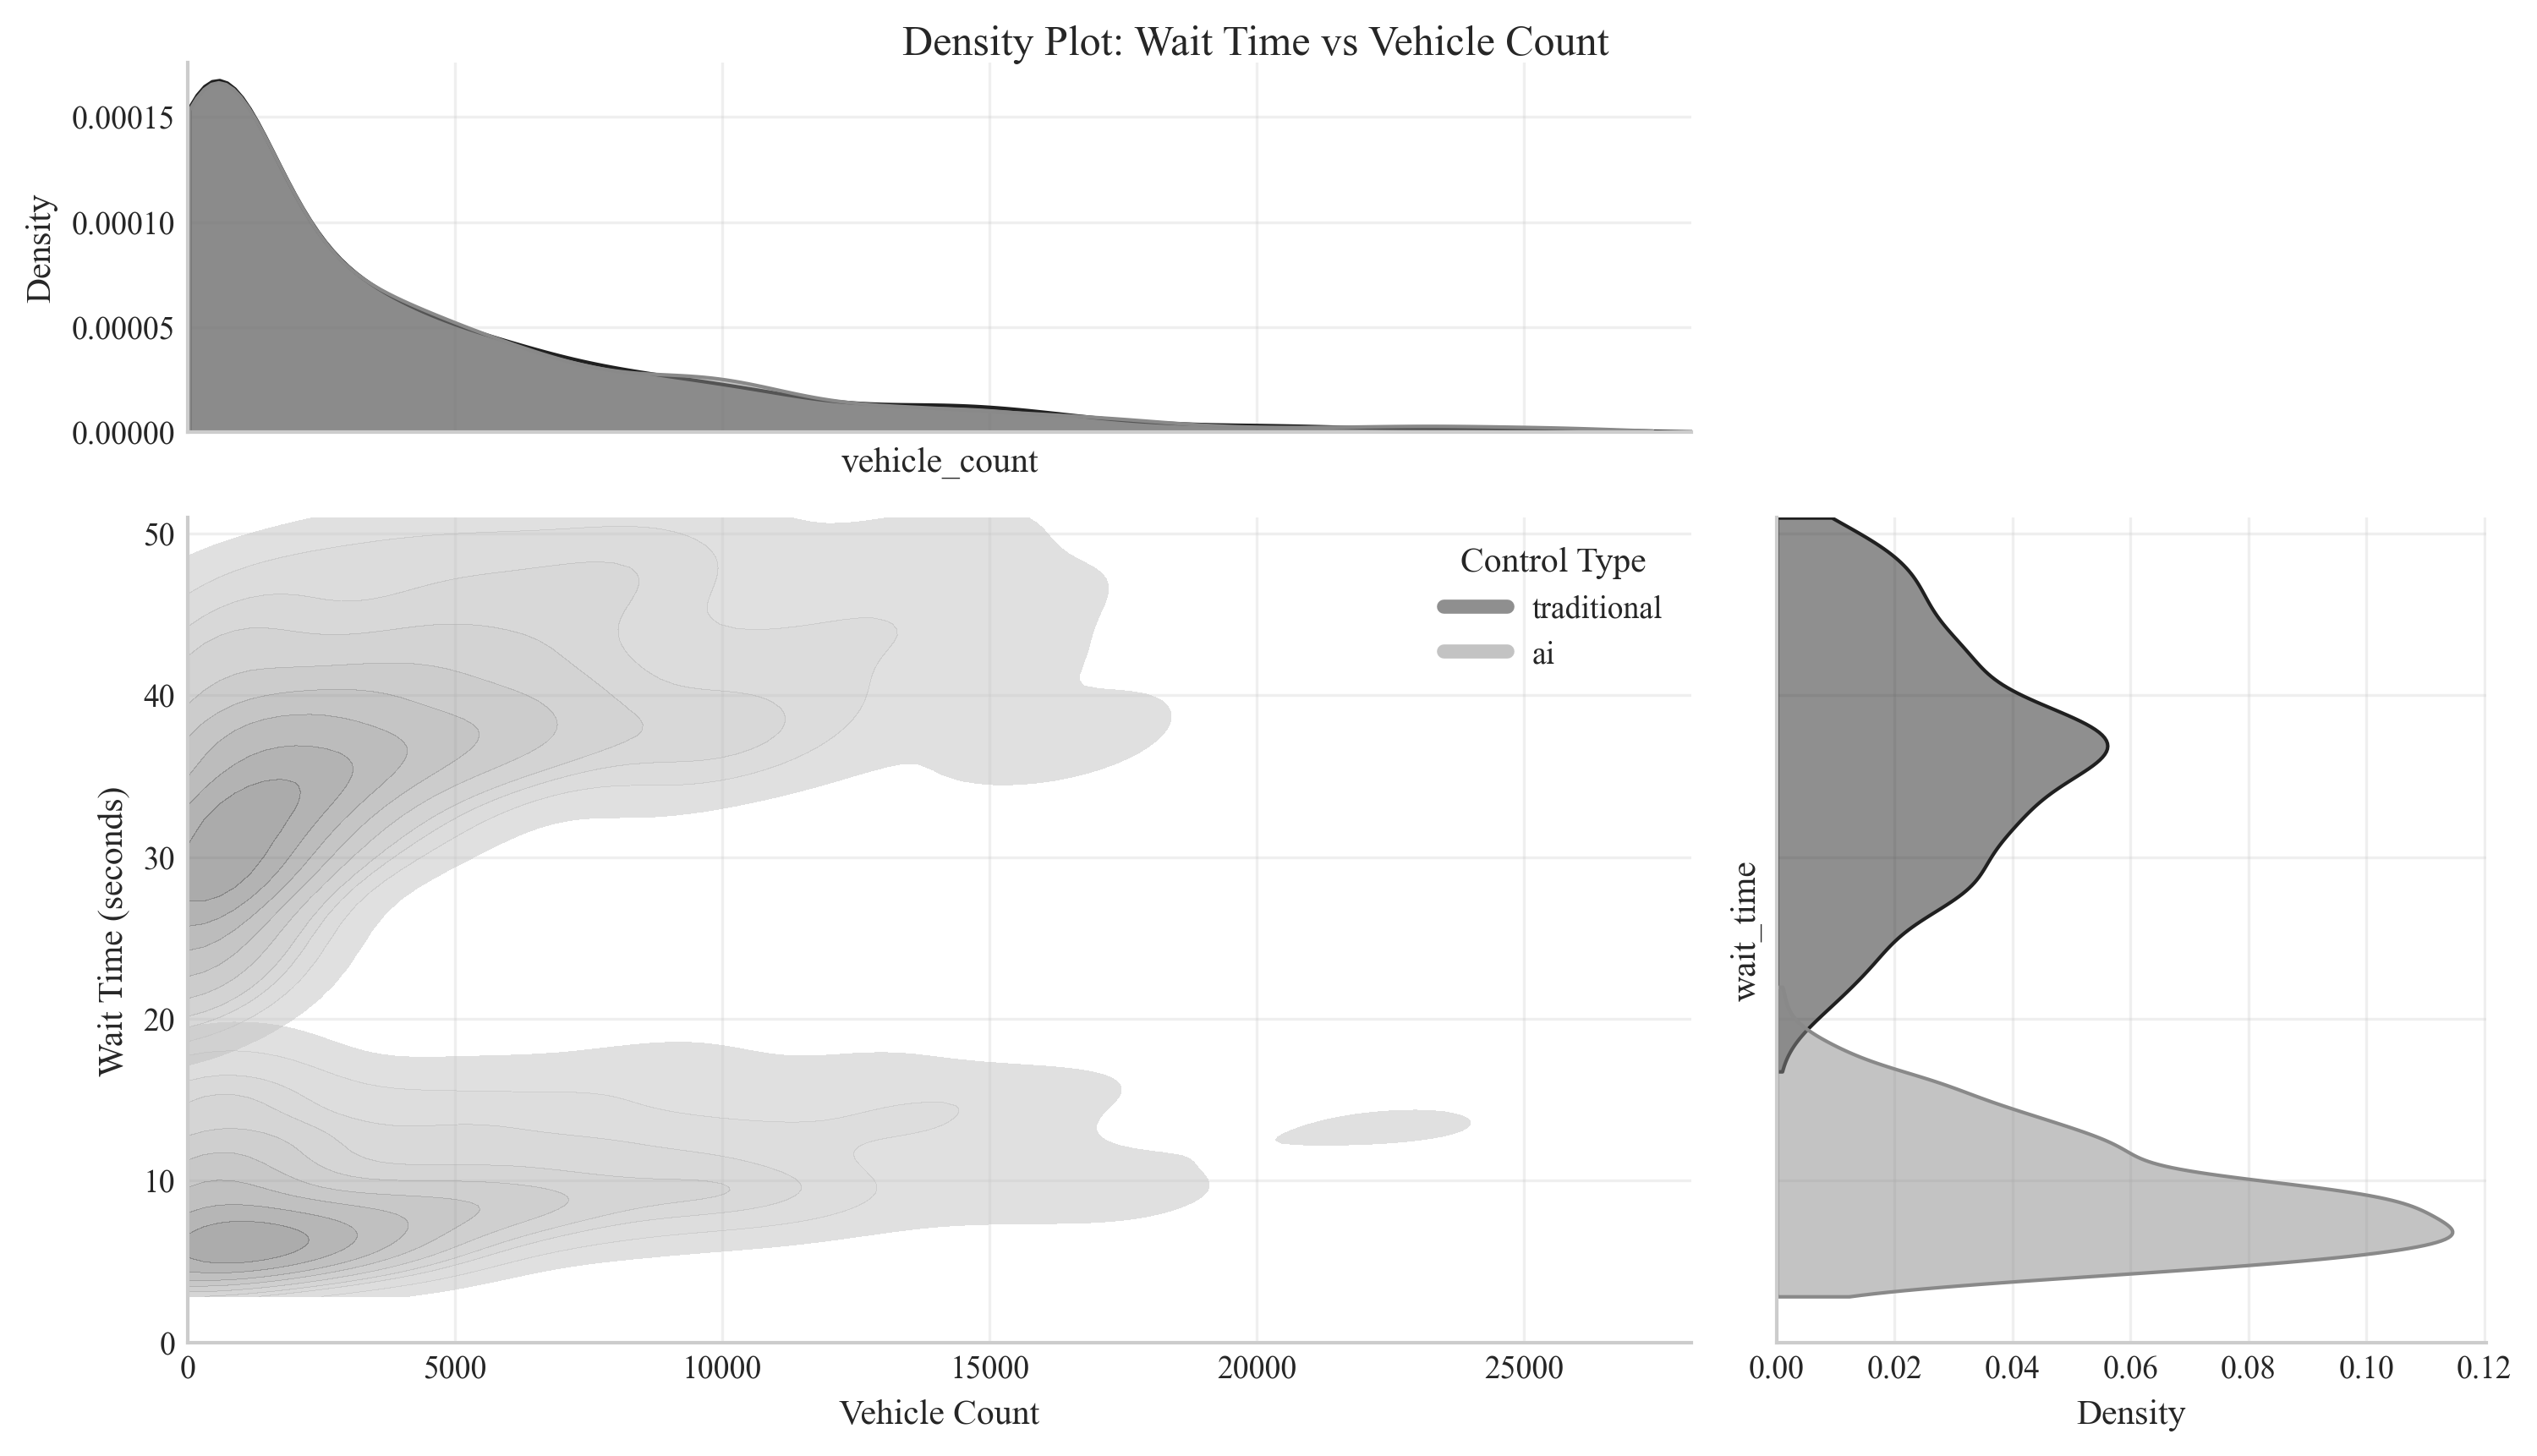 Density Plot: Wait Time vs Vehicle Count
Density
0.00015
0.00010
0.00005
0.00000
vehicle_count
Wait Time (seconds)
50
40
30
20
10
0
0 5000 10000 15000 20000 25000
Vehicle Count
Control Type
traditional
ai
wait_time
0.00 0.02 0.04 0.06 0.08 0.10 0.12
Density